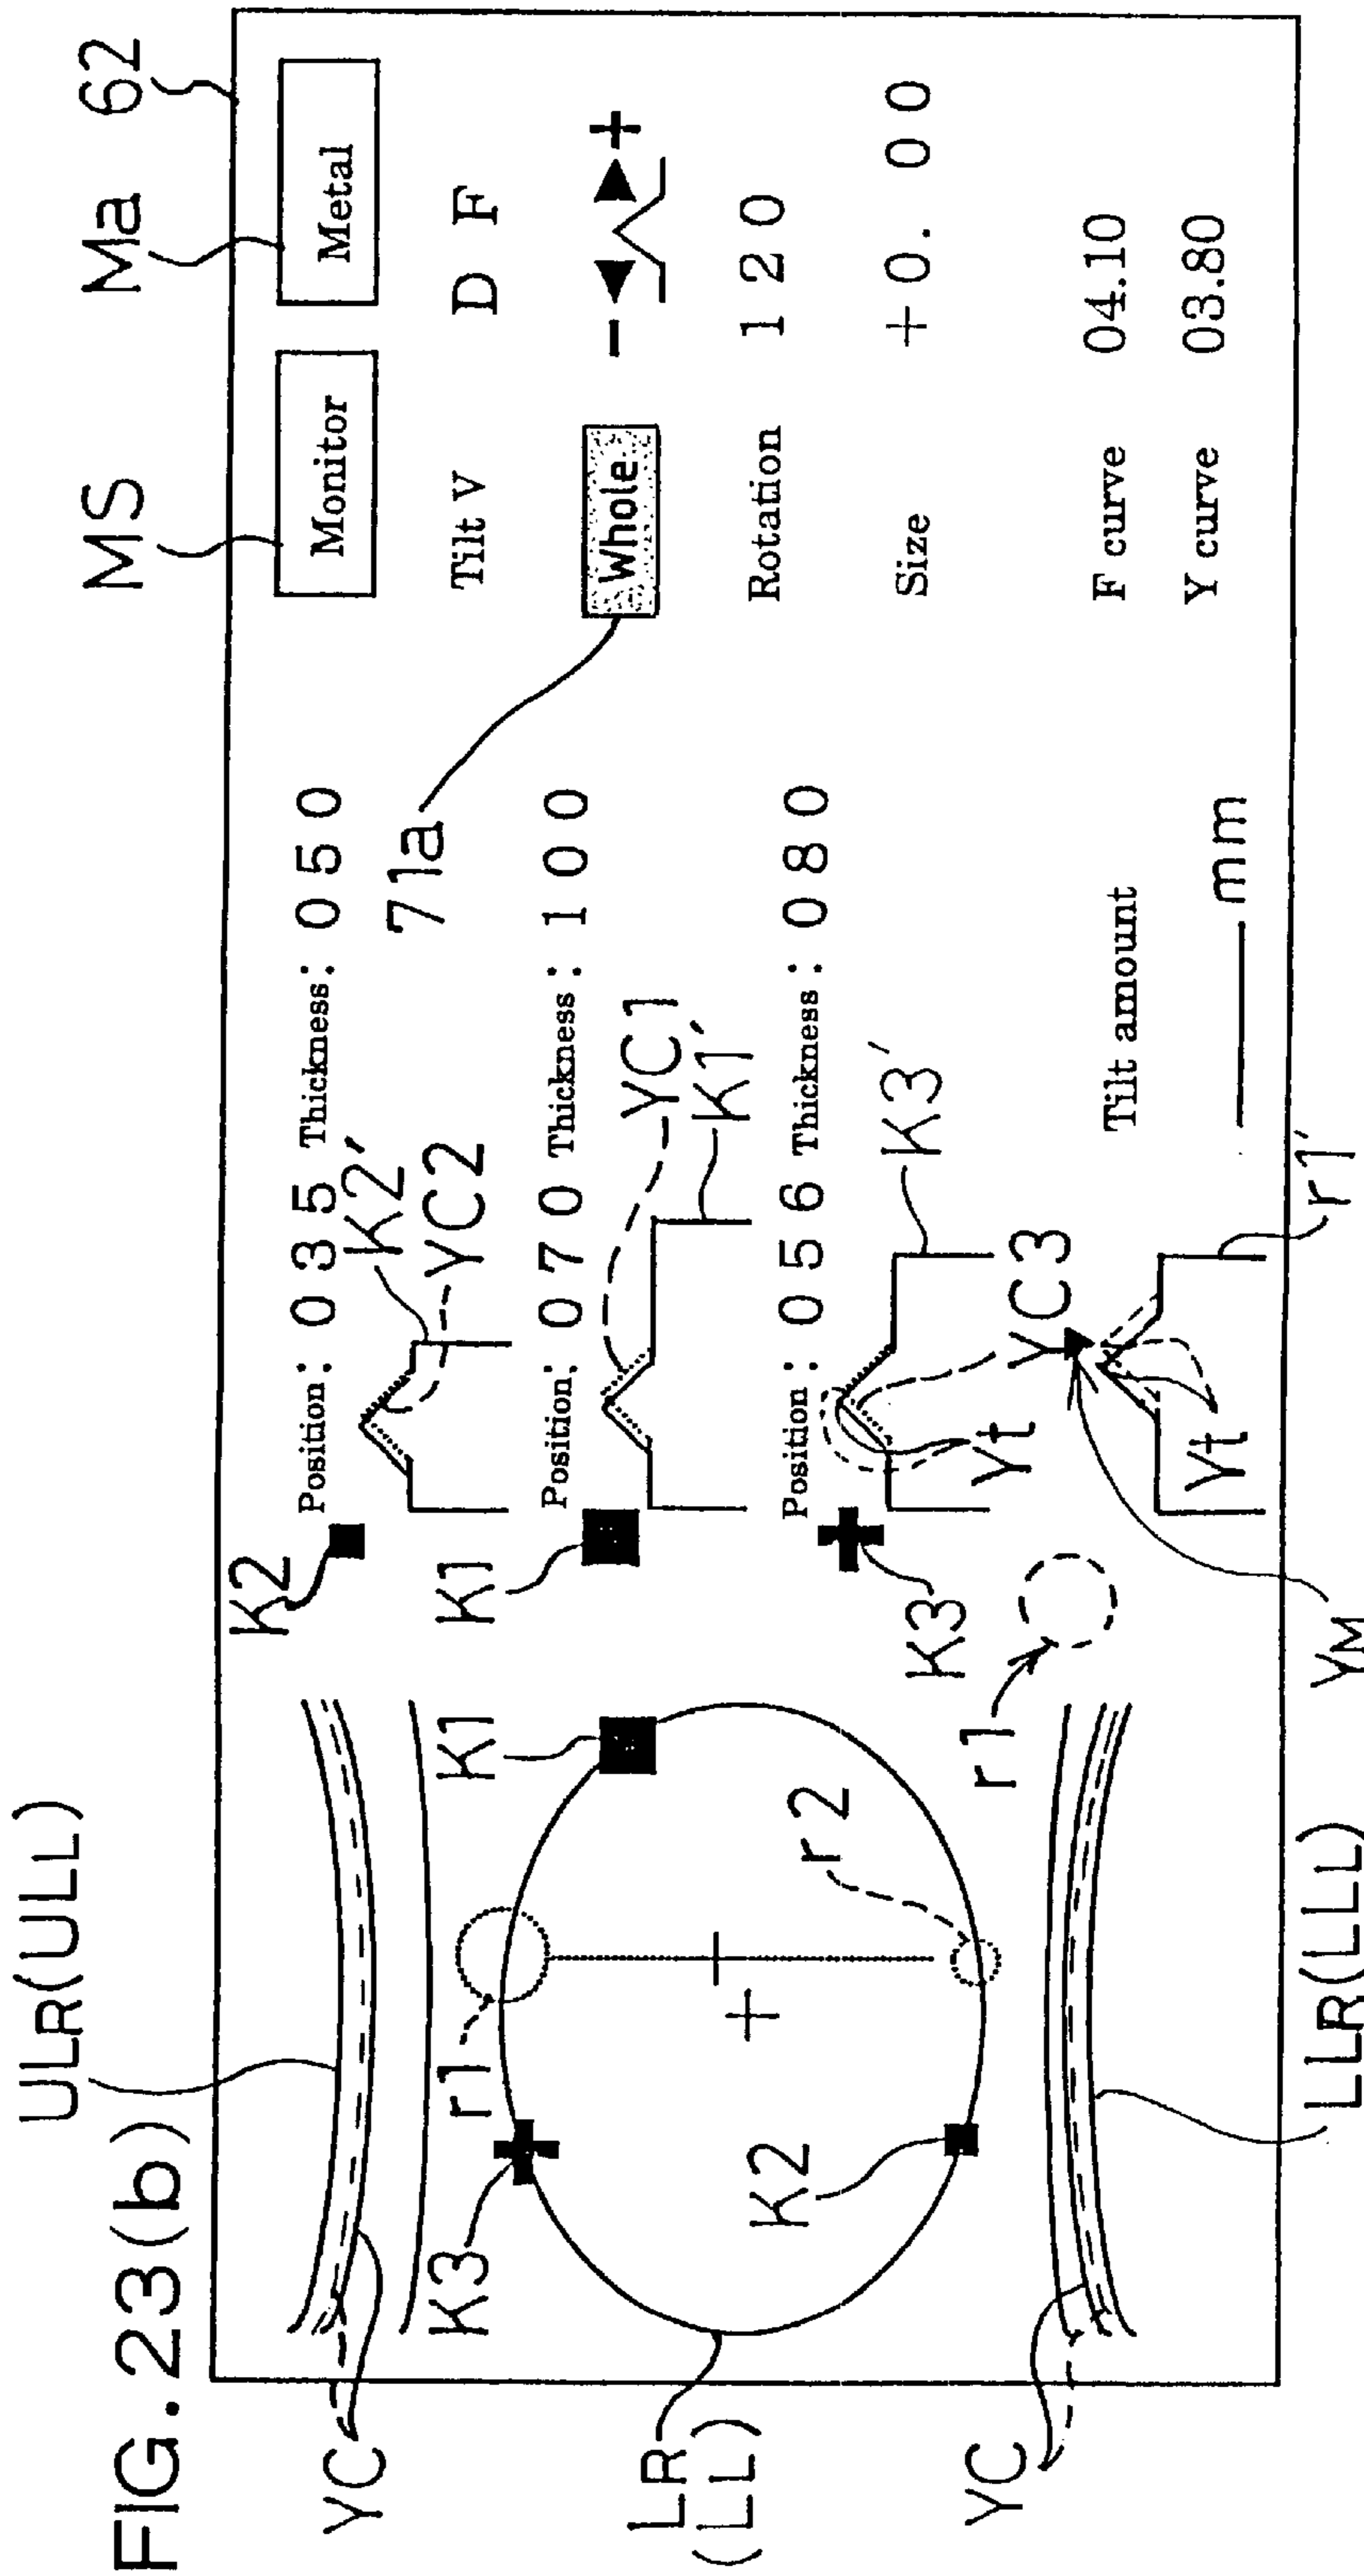 FIG. 23(b)
ULR(ULL)
MS
Ma
62
YC
K2
Position: 0 3 5 Thickness: 0 5 0
Monitor
Metal
K2'
YC2
71a
Tilt V
D F
K3
r1
K1
K1
Position: 0 7 0 Thickness: 1 0 0
YC1
K1'
Whole
− +
LR
(LL)
K2
r2
K3
Position: 0 5 6 Thickness: 0 8 0
K3'
Rotation
1 2 0
Yt
YC3
Size
+0. 0 0
r1
YC
Yt
Tilt amount
F curve 04.10
mm
Y curve 03.80
LLR(LLL)
YM
r1'